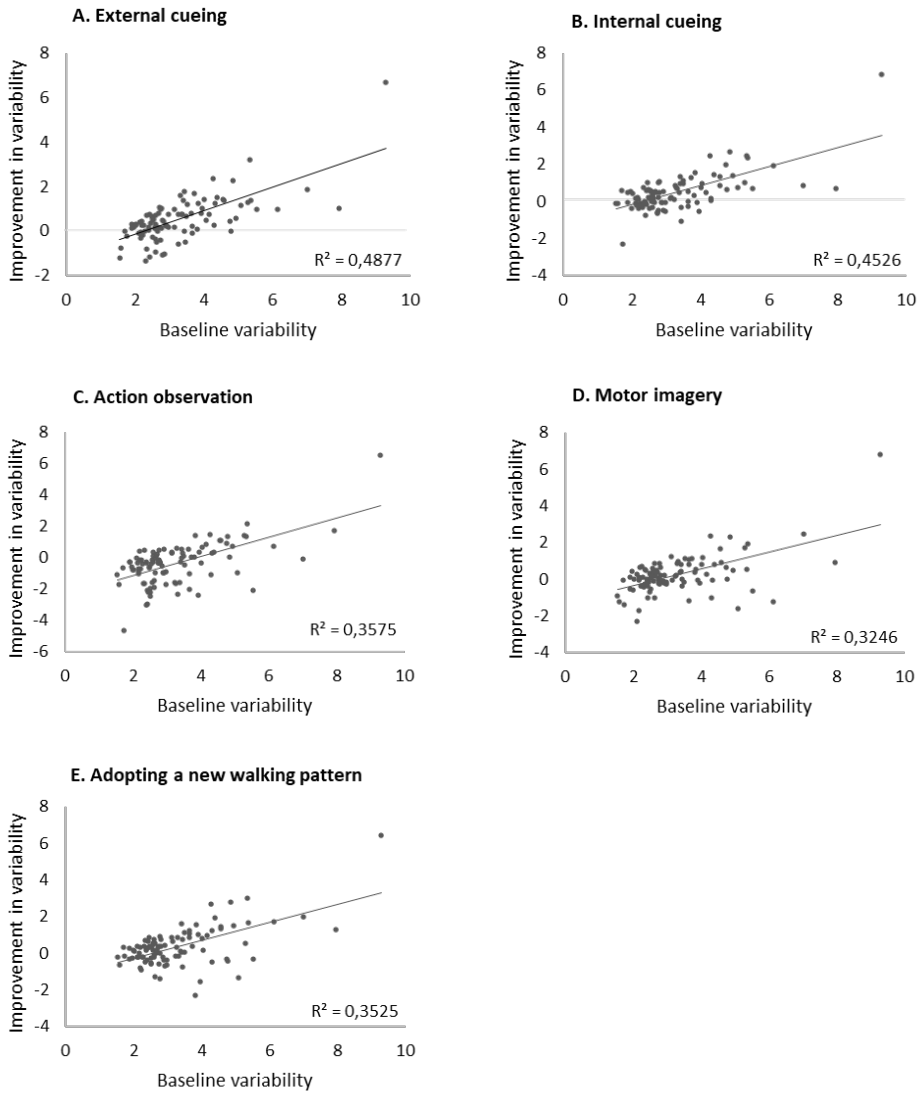 A. External cueing
Improvement in variability
8
6
4
2
0
-2
R² = 0,4877
0 2 4 6 8 10
Baseline variability
B. Internal cueing
Improvement in variability
8
6
4
2
0
-2
-4
R² = 0,4526
0 2 4 6 8 10
Baseline variability
C. Action observation
Improvement in variability
8
6
4
2
0
-2
-4
-6
R² = 0,3575
0 2 4 6 8 10
Baseline variability
D. Motor imagery
Improvement in variability
8
6
4
2
0
-2
-4
R² = 0,3246
0 2 4 6 8 10
Baseline variability
E. Adopting a new walking pattern
Improvement in variability
8
6
4
2
0
-2
-4
R² = 0,3525
0 2 4 6 8 10
Baseline variability